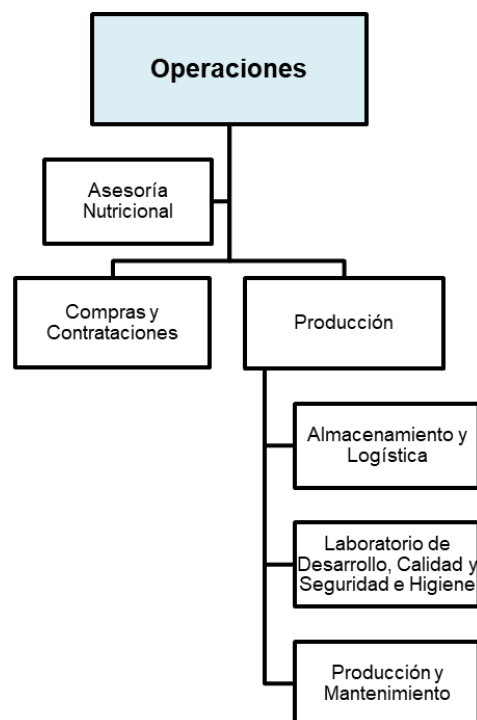 Operaciones
Asesoría
Nutricional
Compras y
Contrataciones
Producción
Almacenamiento y
Logística
Laboratorio de
Desarrollo, Calidad y
Seguridad e Higiene
Producción y
Mantenimiento